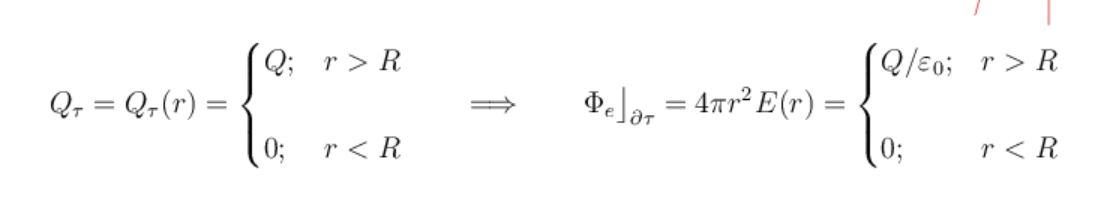 Q_τ = Q_τ(r) = { Q; r > R 0; r < R ⟹ Φ_e⌋_∂τ = 4πr²E(r) = { Q/ε₀; r > R 0; r < R